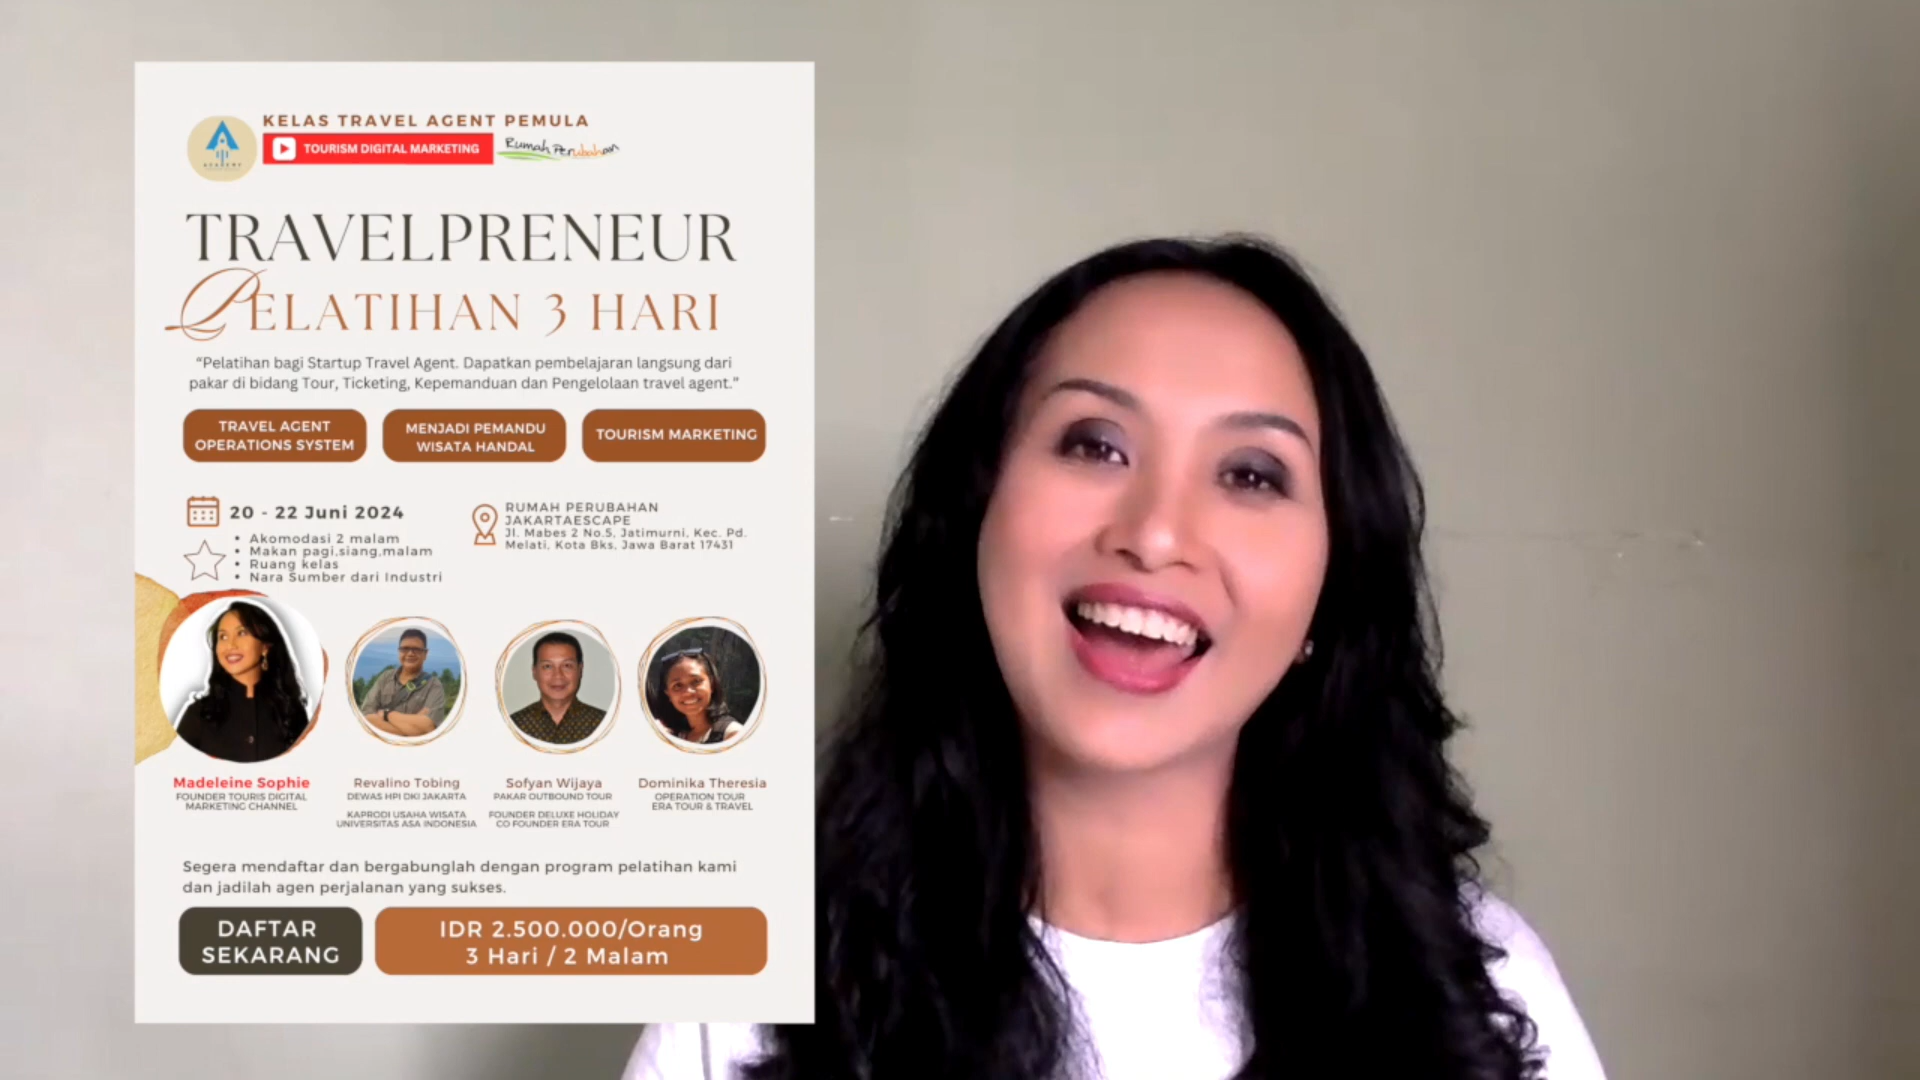 KELAS TRAVEL AGENT PEMULA
TOURISM DIGITAL MARKETING
Rumah Perubahan
ACADEMY
TRAVELPRENEUR
PELATIHAN 3 HARI
“Pelatihan bagi Startup Travel Agent. Dapatkan pembelajaran langsung dari
pakar di bidang Tour, Ticketing, Kepemanduan dan Pengelolaan travel agent.”
TRAVEL AGENT
OPERATIONS SYSTEM
MENJADI PEMANDU
WISATA HANDAL
TOURISM MARKETING
20 - 22 Juni 2024
• Akomodasi 2 malam
• Makan pagi,siang,malam
• Ruang kelas
• Nara Sumber dari Industri
RUMAH PERUBAHAN
JAKARTAESCAPE
Jl. Mabes 2 No.5, Jatimurni, Kec. Pd.
Melati, Kota Bks, Jawa Barat 17431
Madeleine Sophie
FOUNDER TOURIS DIGITAL
MARKETING CHANNEL
Revalino Tobing
DEWAS HPI DKI JAKARTA
KAPRODI USAHA WISATA
UNIVERSITAS ASA INDONESIA
Sofyan Wijaya
PAKAR OUTBOUND TOUR
FOUNDER DELUXE HOLIDAY
CO FOUNDER ERA TOUR
Dominika Theresia
OPERATION TOUR
ERA TOUR & TRAVEL
Segera mendaftar dan bergabunglah dengan program pelatihan kami
dan jadilah agen perjalanan yang sukses.
DAFTAR
SEKARANG
IDR 2.500.000/Orang
3 Hari / 2 Malam